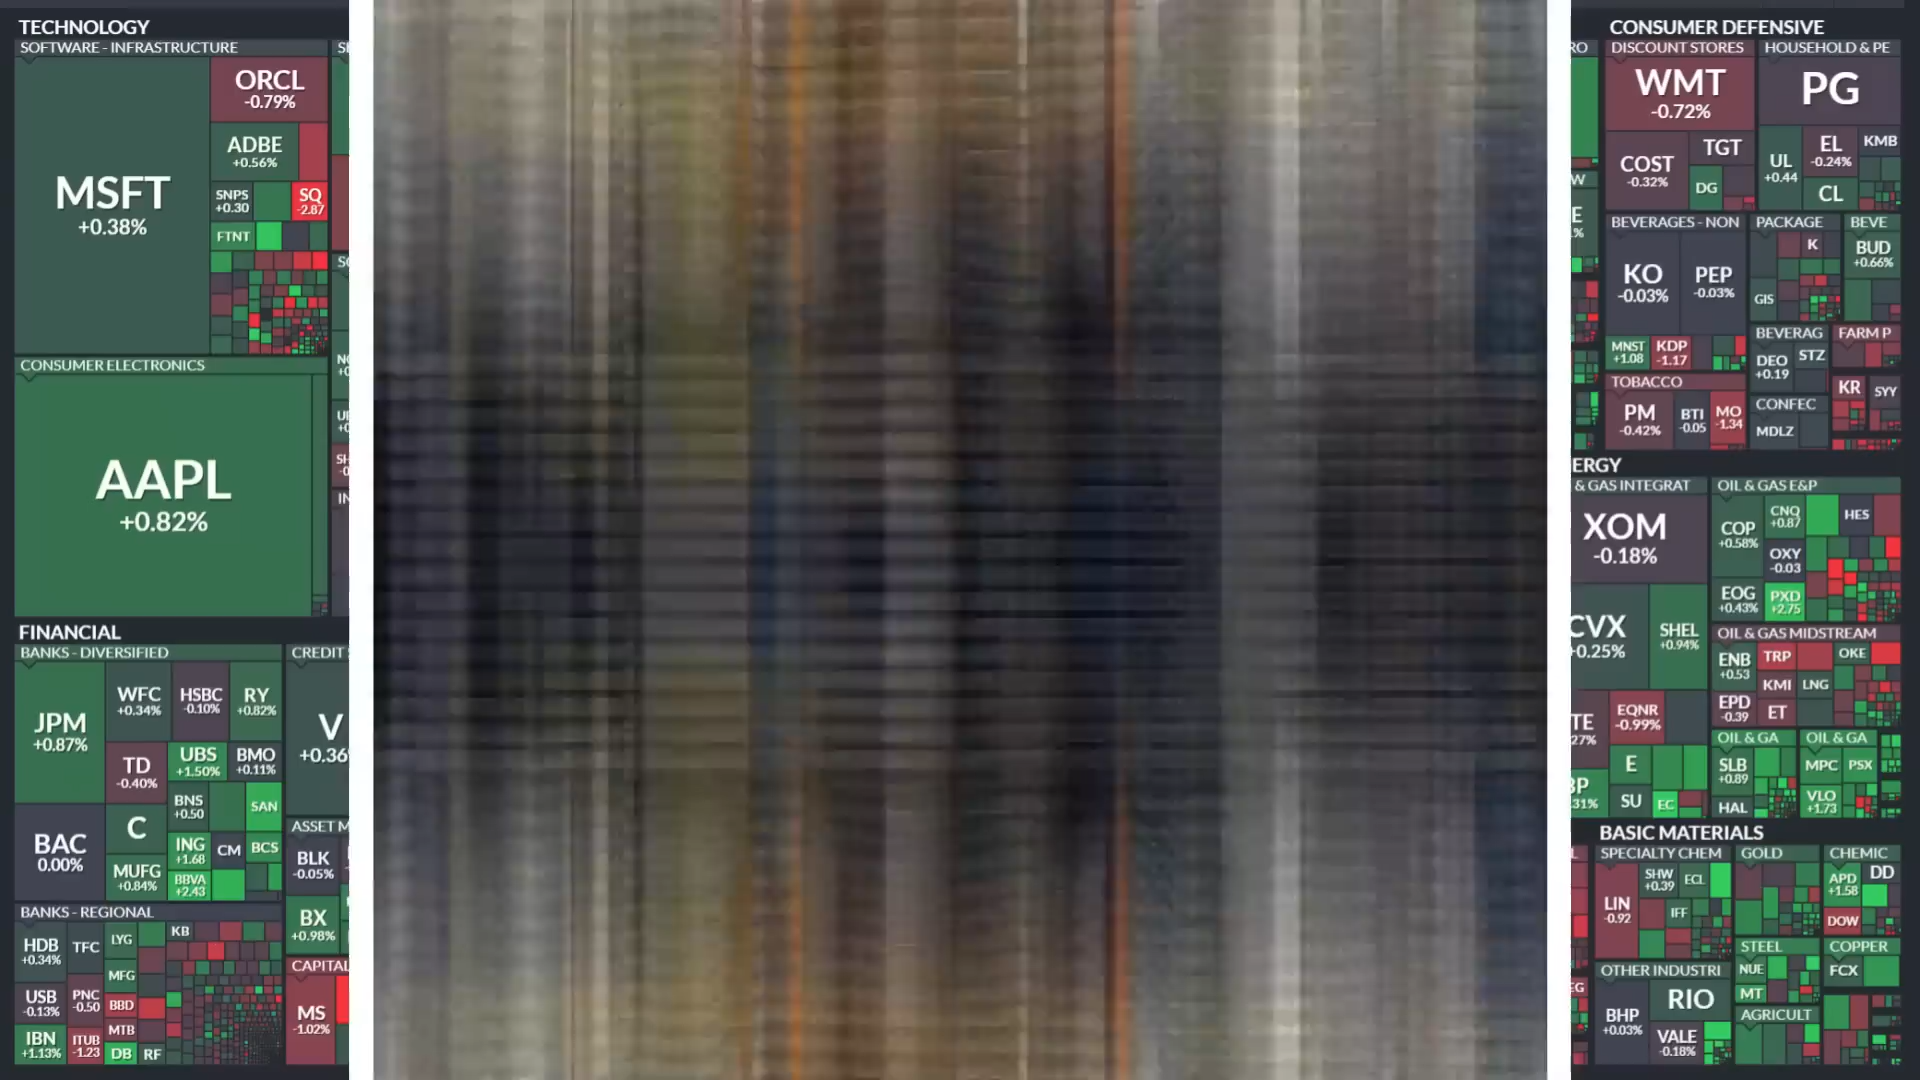 TECHNOLOGY
SOFTWARE - INFRASTRUCTURE
MSFT
+0.38%
ORCL
-0.79%
ADBE
+0.56%
SNPS
+0.30
SQ
-2.87
FTNT
CONSUMER ELECTRONICS
AAPL
+0.82%
FINANCIAL
BANKS - DIVERSIFIED
CREDIT
JPM
+0.87%
WFC
+0.34%
HSBC
-0.10%
RY
+0.82%
V
+0.36
TD
-0.40%
UBS
+1.50%
BMO
+0.11%
BAC
0.00%
C
BNS
+0.50
SAN
MUFG
+0.84%
ING
+1.68
CM
BCS
BBVA
+2.43
ASSET M
BLK
-0.05%
BX
+0.98%
BANKS - REGIONAL
HDB
+0.34%
TFC
LYG
KB
MFG
USB
-0.13%
PNC
-0.50
BBD
MTB
IBN
+1.13%
ITUB
-1.23
DB
RF
CAPITAL
MS
-1.02%
CONSUMER DEFENSIVE
DISCOUNT STORES
HOUSEHOLD & PE
WMT
-0.72%
PG
COST
-0.32%
TGT
DG
UL
+0.44
EL
-0.24%
KMB
CL
BEVERAGES - NON
PACKAGE
BEVE
KO
-0.03%
PEP
-0.03%
K
GIS
BUD
+0.66%
MNST
+1.08
KDP
-1.17
BEVERAG
FARM P
DEO
+0.19
STZ
TOBACCO
PM
-0.42%
BTI
-0.05
MO
-1.34
CONFEC
MDLZ
KR
SYY
ERGY
& GAS INTEGRAT
OIL & GAS E&P
XOM
-0.18%
COP
+0.58%
CNQ
+0.87
HES
OXY
-0.03
EOG
+0.43%
PXD
+2.75
CVX
+0.25%
SHEL
+0.94%
OIL & GAS MIDSTREAM
ENB
+0.53
TRP
OKE
KMI
LNG
EPD
-0.39
ET
TE
27%
EQNR
-0.99%
E
SU
EC
BP
.31%
OIL & GA
OIL & GA
SLB
+0.89
MPC
PSX
HAL
VLO
+1.73
BASIC MATERIALS
SPECIALTY CHEM
GOLD
CHEMIC
LIN
-0.92
SHW
+0.39
ECL
IFF
APD
+1.58
DD
DOW
STEEL
COPPER
NUE
MT
FCX
OTHER INDUSTRI
BHP
+0.03%
RIO
VALE
-0.18%
AGRICULT